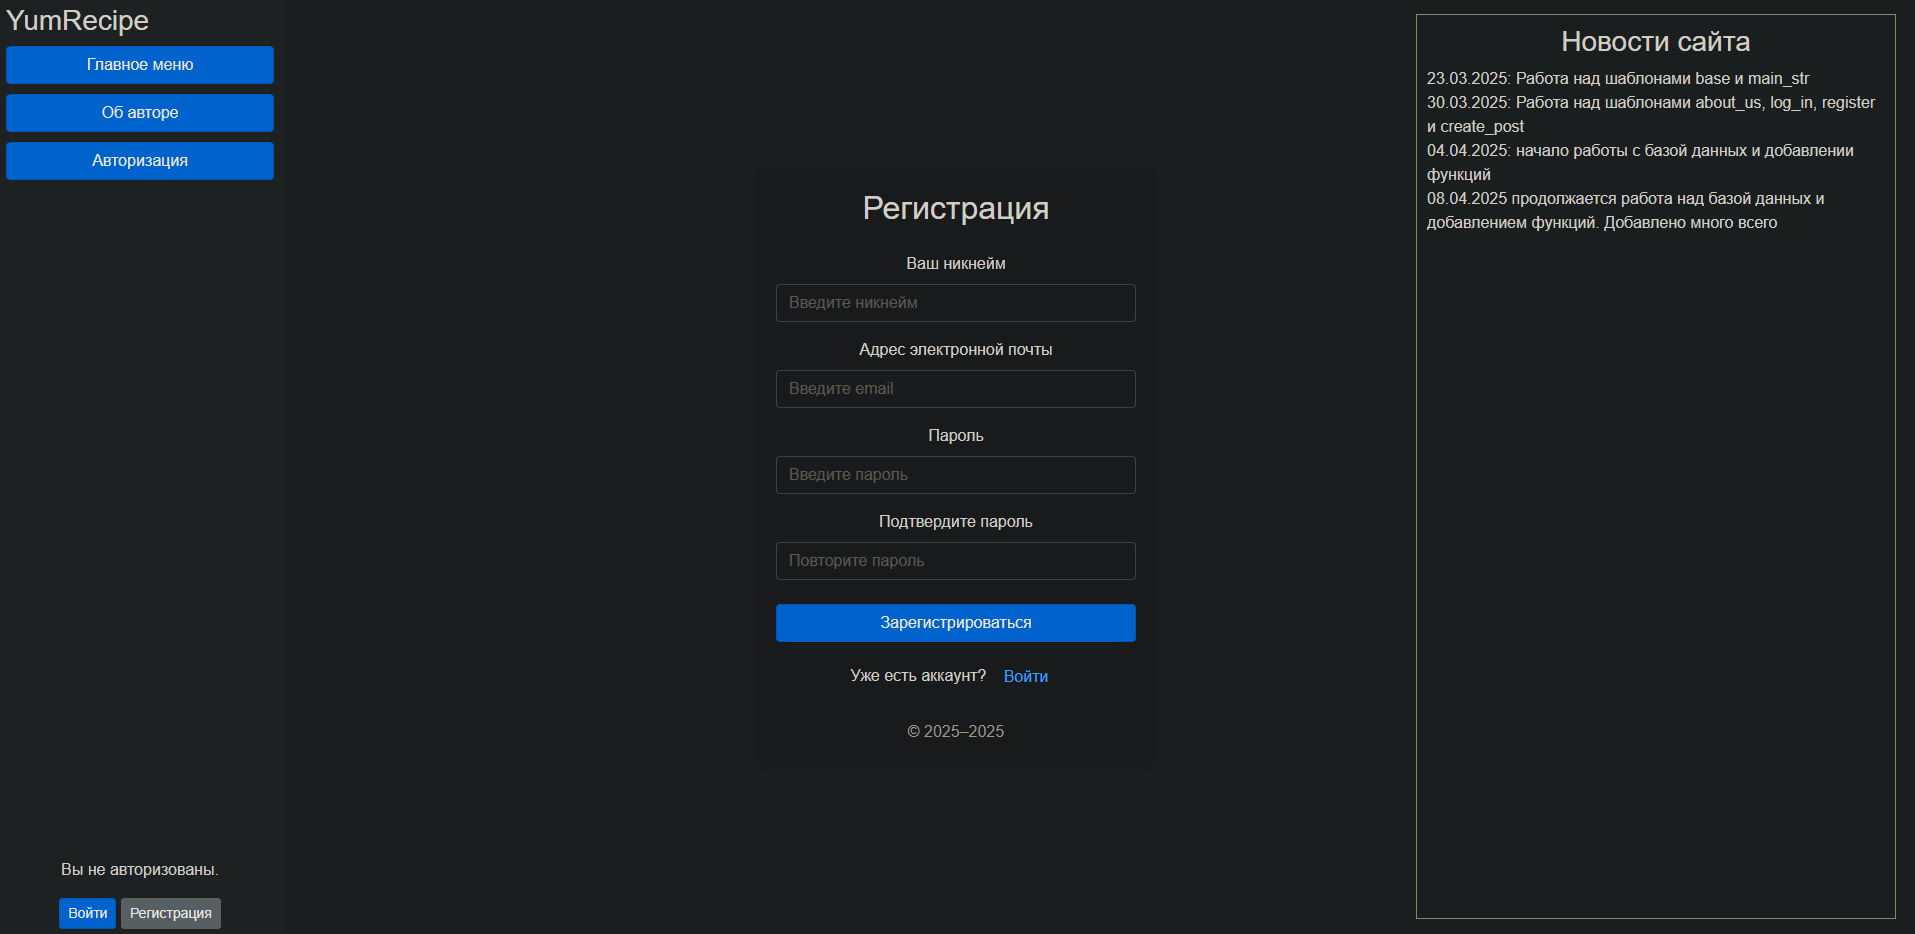 YumRecipe
Главное меню
Об авторе
Авторизация
Вы не авторизованы.
Войти
Регистрация
Регистрация
Ваш никнейм
Введите никнейм
Адрес электронной почты
Введите email
Пароль
Введите пароль
Подтвердите пароль
Повторите пароль
Зарегистрироваться
Уже есть аккаунт? Войти
© 2025–2025
Новости сайта
23.03.2025: Работа над шаблонами base и main_str
30.03.2025: Работа над шаблонами about_us, log_in, register
и create_post
04.04.2025: начало работы с базой данных и добавлении
функций
08.04.2025 продолжается работа над базой данных и
добавлением функций. Добавлено много всего